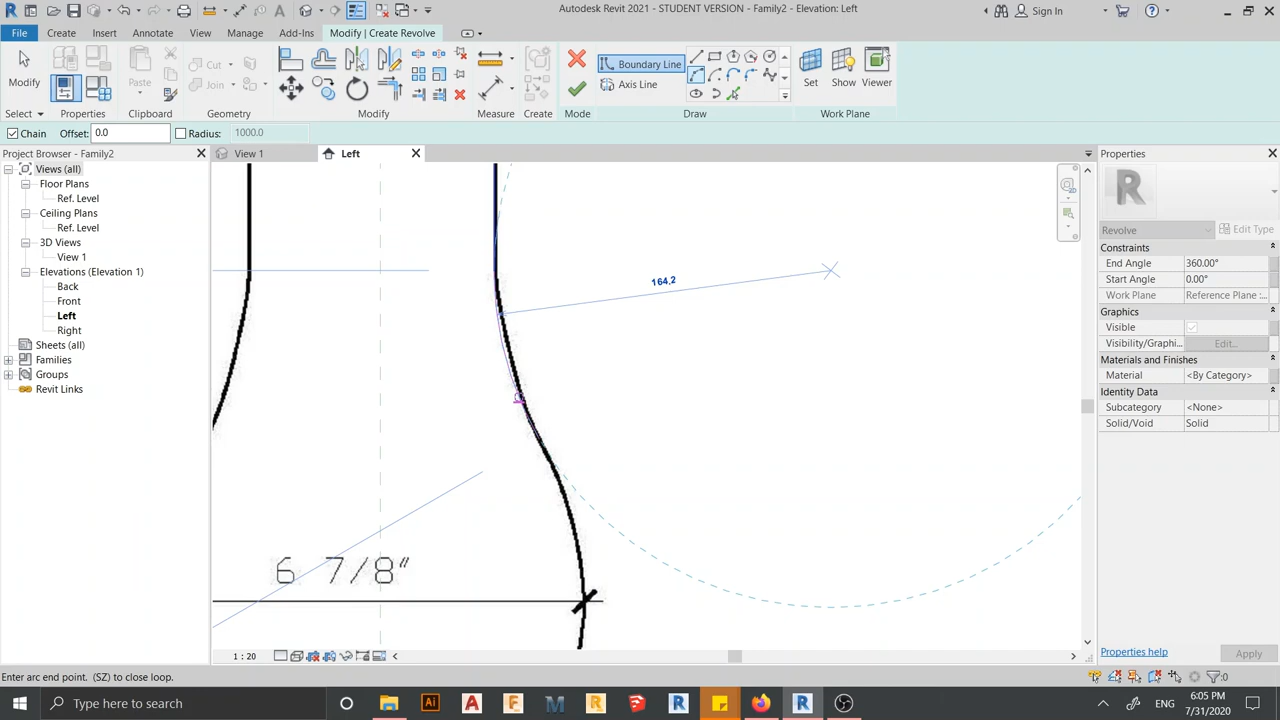 Autodesk Revit 2021 - STUDENT VERSION - Family2 - Elevation: Left
Sign In
File Create Insert Annotate View Manage Add-Ins Modify | Create Revolve
Modify
Paste
Cut
Join
Boundary Line
Axis Line
Set Show Viewer
Select Properties Clipboard Geometry Modify Measure Create Mode Draw Work Plane
Chain Offset: 0.0 Radius: 1000.0
Project Browser - Family2
View 1
Left
Properties
Views (all)
Floor Plans
Ref. Level
Ceiling Plans
Ref. Level
3D Views
View 1
Elevations (Elevation 1)
Back
Front
Left
Right
Sheets (all)
Families
Groups
Revit Links
164.2
6 7/8"
Revolve
Edit Type
Constraints
End Angle 360.00°
Start Angle 0.00°
Work Plane Reference Plane :...
Graphics
Visible
Visibility/Graphi... Edit...
Materials and Finishes
Material <By Category>
Identity Data
Subcategory <None>
Solid/Void Solid
Properties help
Apply
1 : 20
Enter arc end point. (SZ) to close loop.
:0
Type here to search
ENG
6:05 PM
7/31/2020